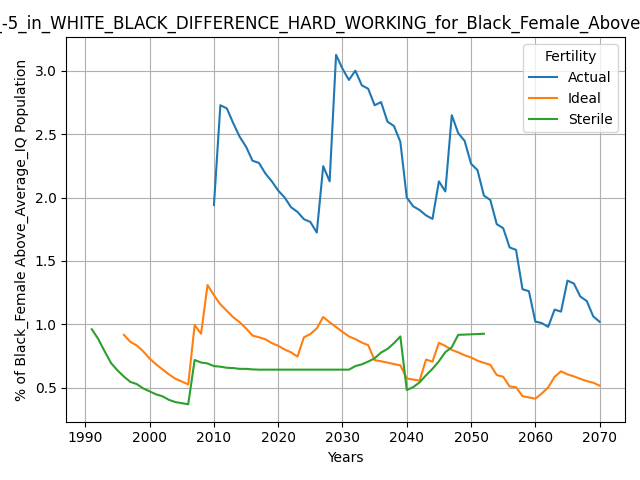 _-5_in_WHITE_BLACK_DIFFERENCE_HARD_WORKING_for_Black_Female_Above
Fertility
Actual
Ideal
Sterile
% of Black_Female Above_Average_IQ Population
3.0
2.5
2.0
1.5
1.0
0.5
1990 2000 2010 2020 2030 2040 2050 2060 2070
Years